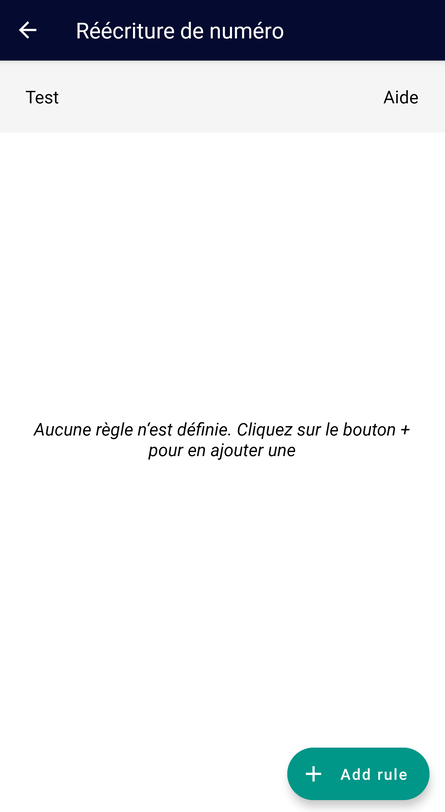 Réécriture de numéro
Test
Aide
Aucune règle n‘est définie. Cliquez sur le bouton +
pour en ajouter une
+ Add rule